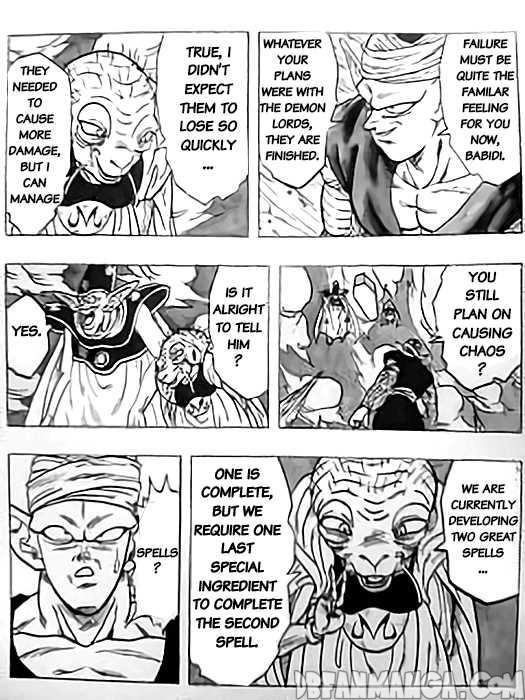 FAILURE
MUST BE
QUITE THE
FAMILAR
FEELING
FOR YOU
NOW,
BABIDI.
WHATEVER
YOUR
PLANS
WERE WITH
THE DEMON
LORDS,
THEY ARE
FINISHED.
TRUE, I
DIDN'T
EXPECT
THEM TO
LOSE SO
QUICKLY
...
THEY
NEEDED
TO
CAUSE
MORE
DAMAGE,
BUT I
CAN
MANAGE
YOU
STILL
PLAN ON
CAUSING
CHAOS
?
IS IT
ALRIGHT
TO TELL
HIM
?
YES.
WE ARE
CURRENTLY
DEVELOPING
TWO GREAT
SPELLS
...
ONE IS
COMPLETE,
BUT WE
REQUIRE ONE
LAST
SPECIAL
INGREDIENT
TO COMPLETE
THE SECOND
SPELL.
SPELLS
?
M
M
DBFANMANGA.COM